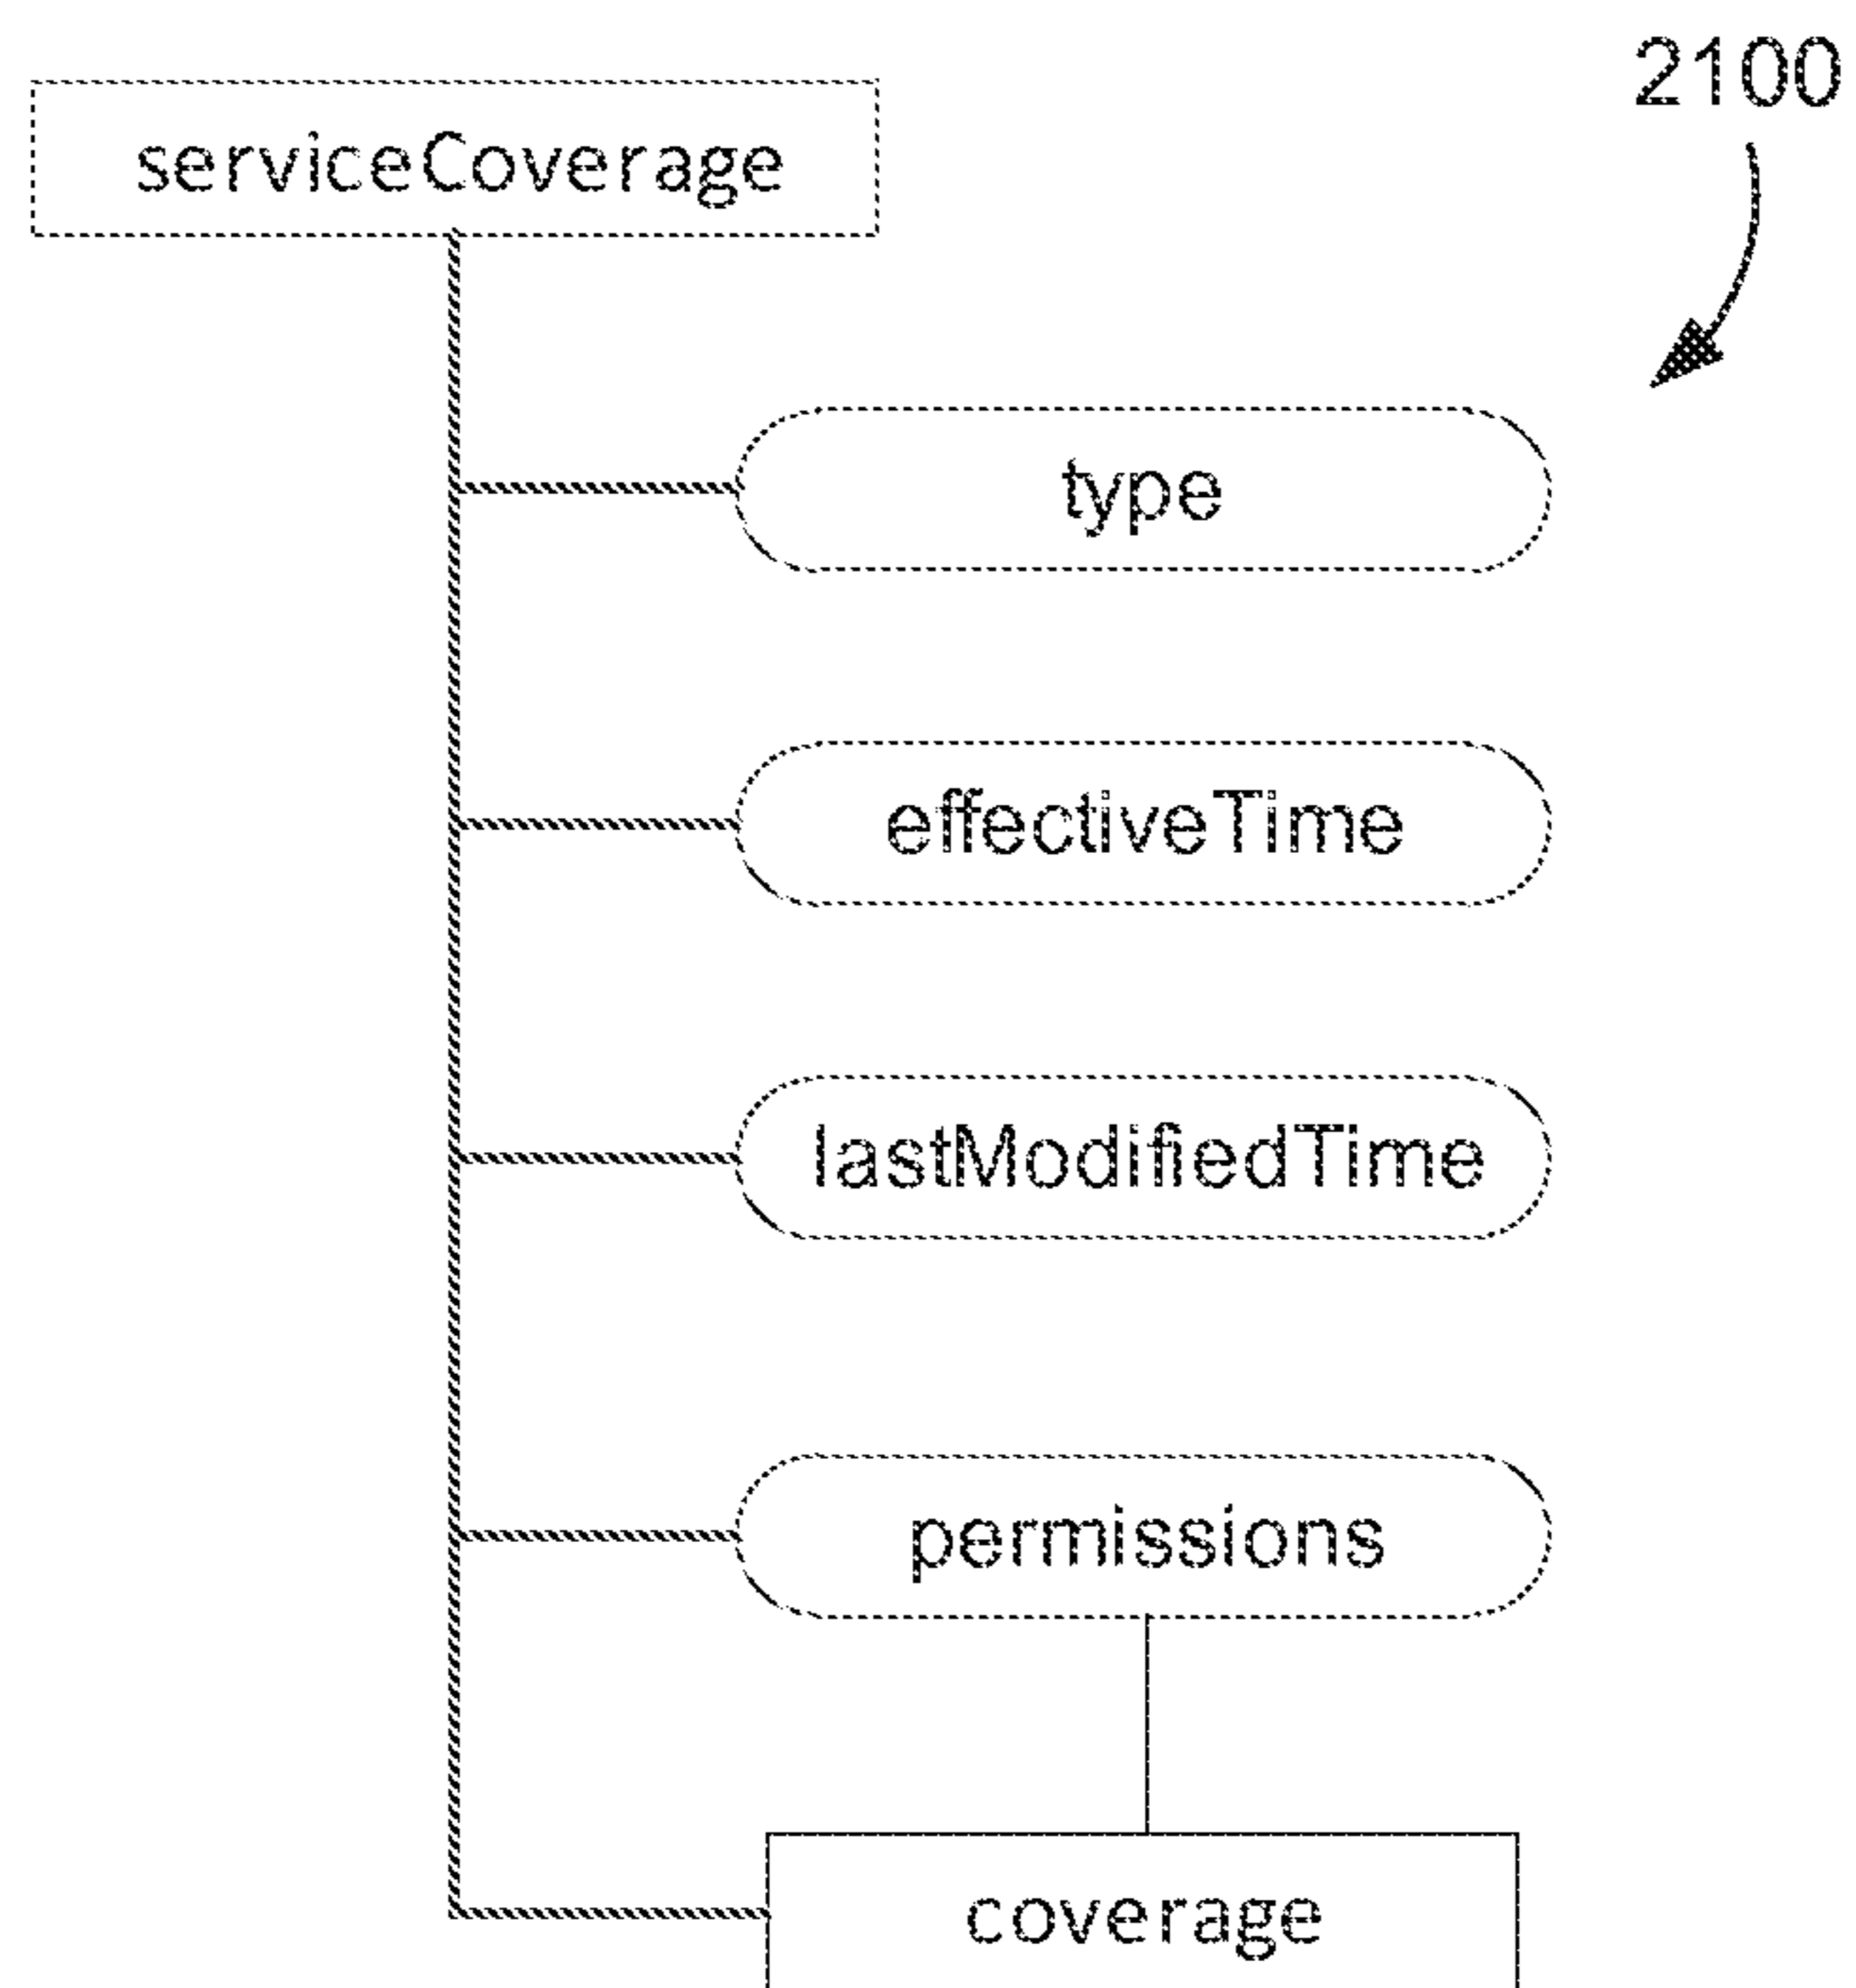 2100
serviceCoverage
type
effectiveTime
lastModifiedTime
permissions
coverage